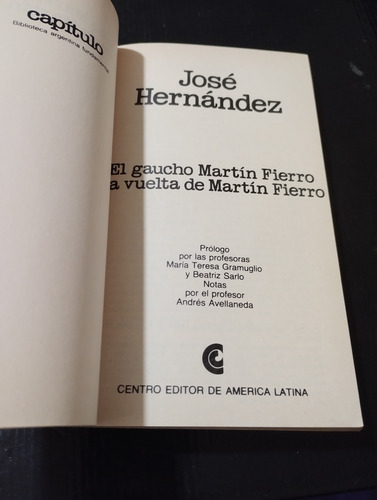 capítulo
Biblioteca argentina fundamental
José
Hernández
El gaucho Martín Fierro
a vuelta de Martín Fierro
Prólogo
por las profesoras
María Teresa Gramuglio
y Beatriz Sarlo
Notas
por el profesor
Andrés Avellaneda
CENTRO EDITOR DE AMERICA LATINA